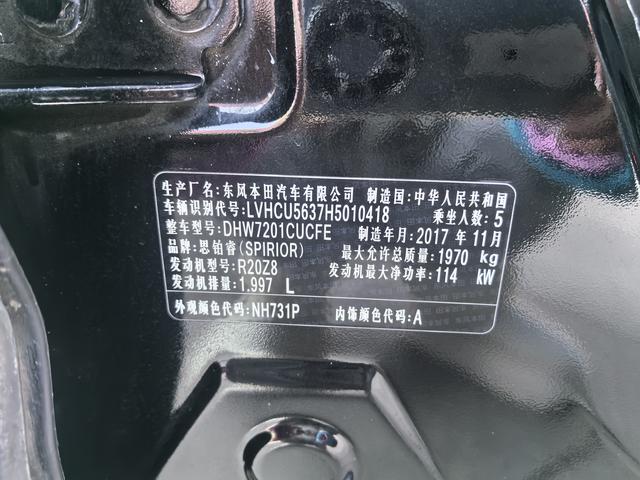 生产厂名:东风本田汽车有限公司 制造国:中华人民共和国
车辆识别代号:LVHCU5637H5010418 乘坐人数:5
整车型号:DHW7201CUCFE 制造年月:2017 年 11月
品牌:思铂睿(SPIRIOR) 最大允许总质量:1970 kg
发动机型号:R20Z8 发动机最大净功率:114 kW
发动机排量:1.997 L
外观颜色代码:NH731P 内饰颜色代码:A